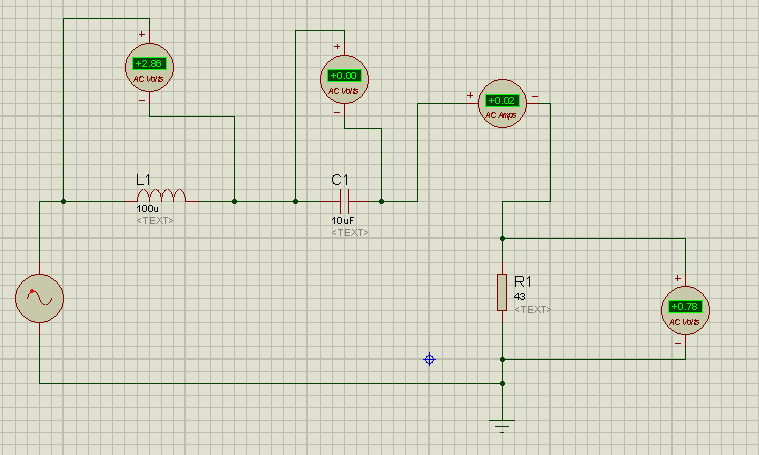 +
+2.86
AC Volts
−
+
+0.00
AC Volts
−
+
+0.02
AC Amps
−
L1
100u
<TEXT>
C1
10uF
<TEXT>
R1
43
<TEXT>
+
+0.78
AC Volts
−